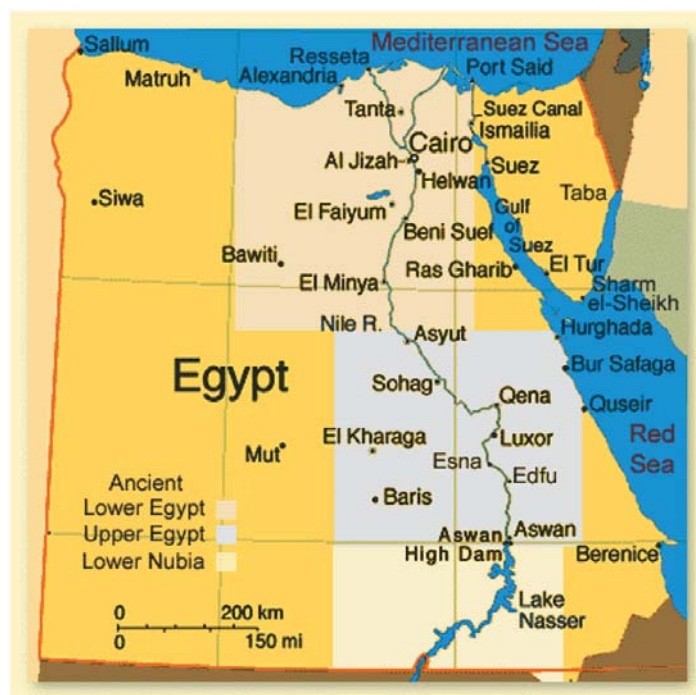 Mediterranean Sea
Sallum
Matruh
Resseta
Alexandria
Port Said
Tanta
Suez Canal
Ismailia
Cairo
Al Jizah
Helwan
Suez
Siwa
El Faiyum
Taba
Gulf
of
Suez
Beni Suef
Bawiti
Ras Gharib
El Tur
El Minya
Sharm
el-Sheikh
Nile R.
Asyut
Hurghada
Egypt
Sohag
Bur Safaga
Qena
Quseir
El Kharaga
Luxor
Red
Sea
Mut
Esna
Edfu
Baris
Ancient
Lower Egypt
Upper Egypt
Lower Nubia
Aswan
High Dam
Aswan
Berenice
Lake
Nasser
0 200 km
0 150 mi